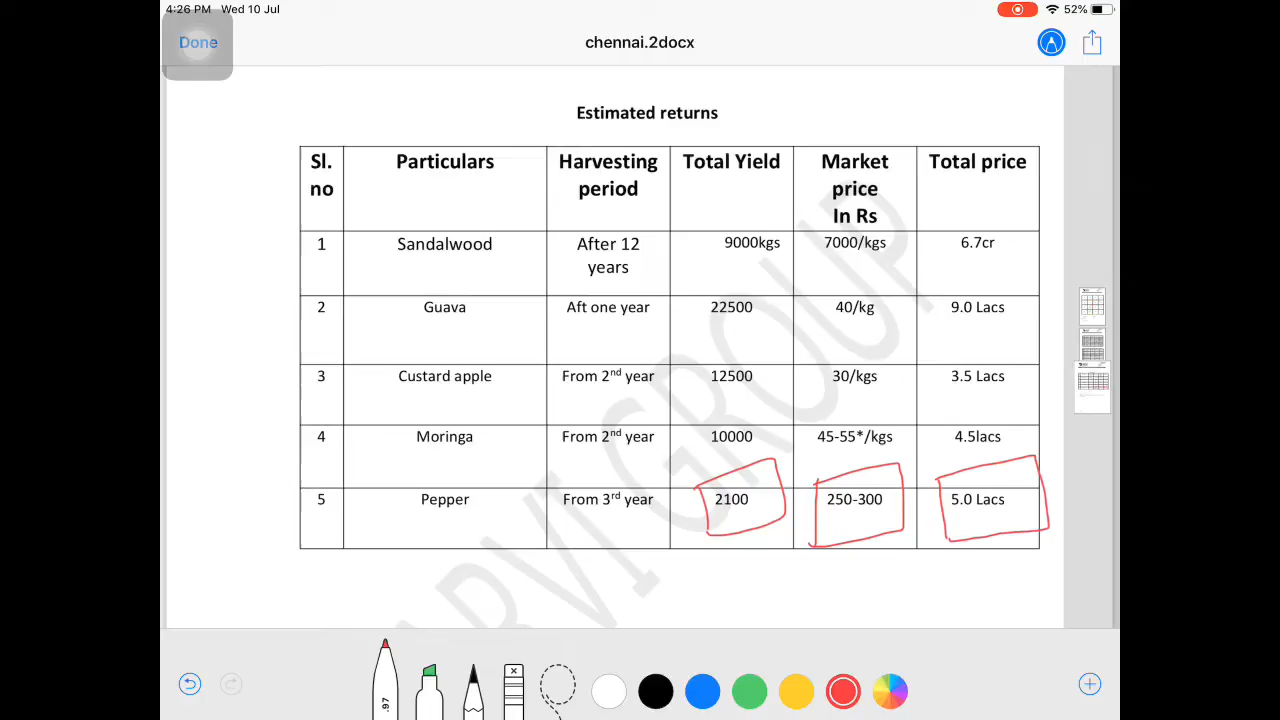 4:26 PM Wed 10 Jul 52%
Done chennai.2docx
Estimated returns
Sl. no Particulars Harvesting period Total Yield Market price In Rs Total price
1 Sandalwood After 12 years 9000kgs 7000/kgs 6.7cr
2 Guava Aft one year 22500 40/kg 9.0 Lacs
3 Custard apple From 2nd year 12500 30/kgs 3.5 Lacs
4 Moringa From 2nd year 10000 45-55*/kgs 4.5lacs
5 Pepper From 3rd year 2100 250-300 5.0 Lacs
ARVI GROUP
.97